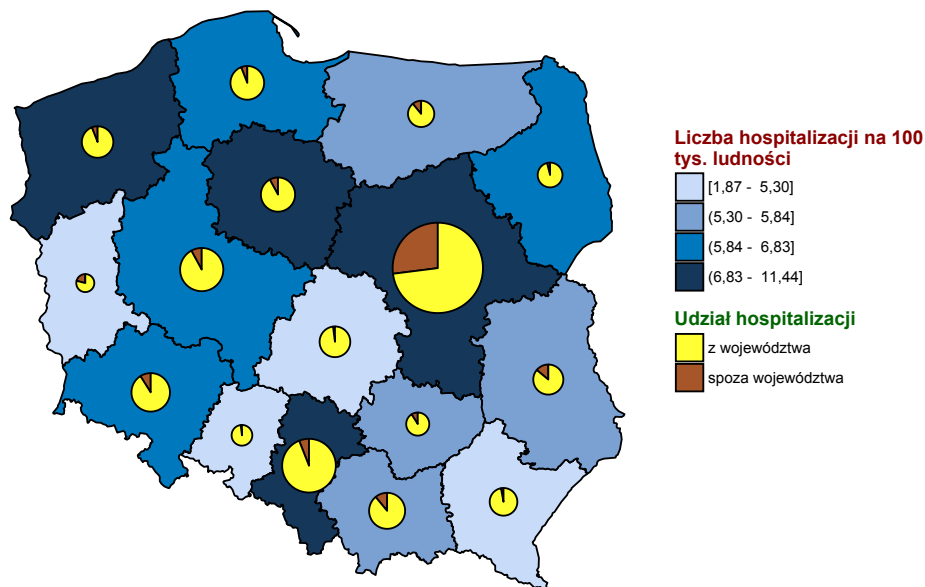 Liczba hospitalizacji na 100
tys. ludności
[1,87 - 5,30]
(5,30 - 5,84]
(5,84 - 6,83]
(6,83 - 11,44]
Udział hospitalizacji
z województwa
spoza województwa